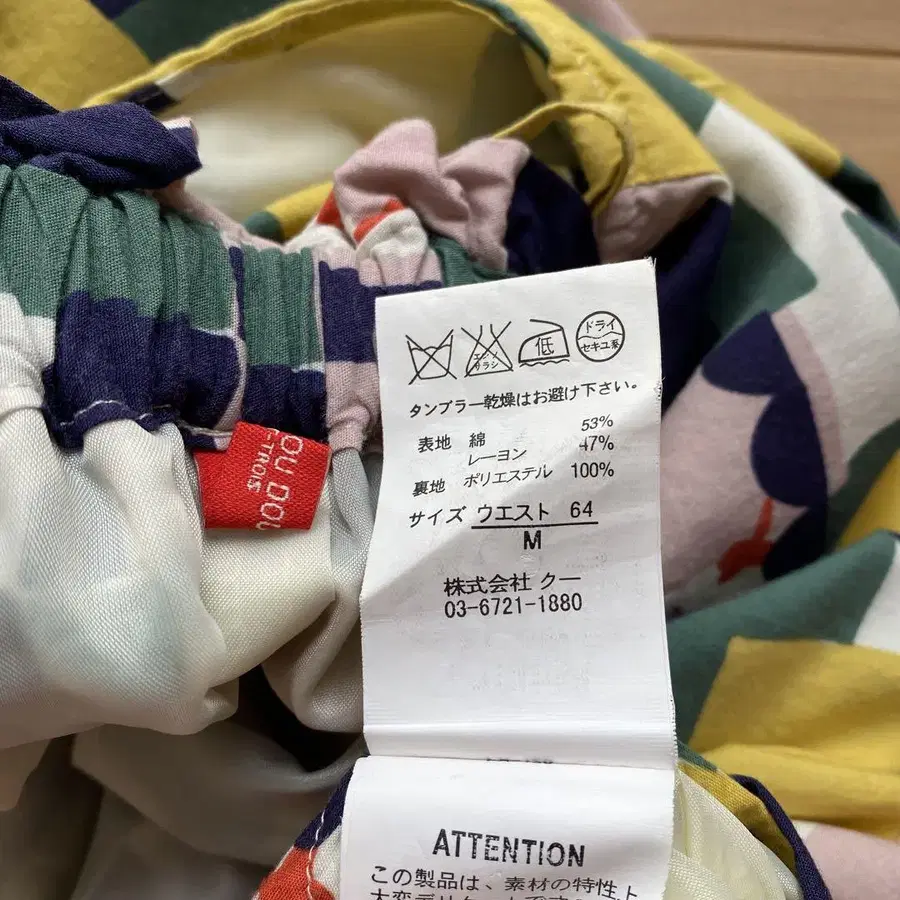 エンソ
サラシ
低
ドライ
セキユ系
タンブラー乾燥はお避け下さい。
表地 綿 53%
レーヨン 47%
裏地 ポリエステル 100%
サイズ ウエスト 64
M
株式会社 クー
03-6721-1880
OU DOU
C-TROIS
ATTENTION
この製品は、素材の特性上